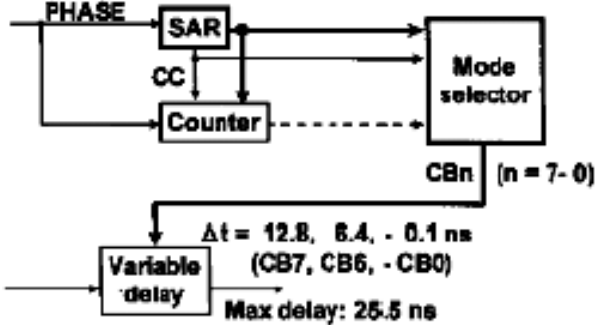 PHASE
SAR
CC
Mode
selector
Counter
CBn (n = 7- 0)
Δt = 12.8, 6.4, - 0.1 ns
(CB7, CB6, - CB0)
Variable
delay
Max delay: 25.5 ns